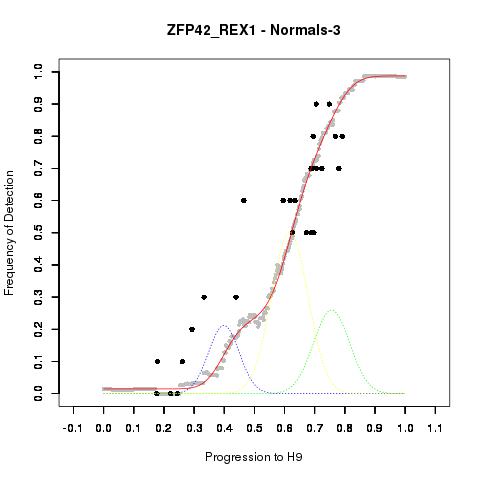 ZFP42_REX1 - Normals-3
Frequency of Detection
1.0
0.9
0.8
0.7
0.6
0.5
0.4
0.3
0.2
0.1
0.0
-0.1 0.0 0.1 0.2 0.3 0.4 0.5 0.6 0.7 0.8 0.9 1.0 1.1
Progression to H9